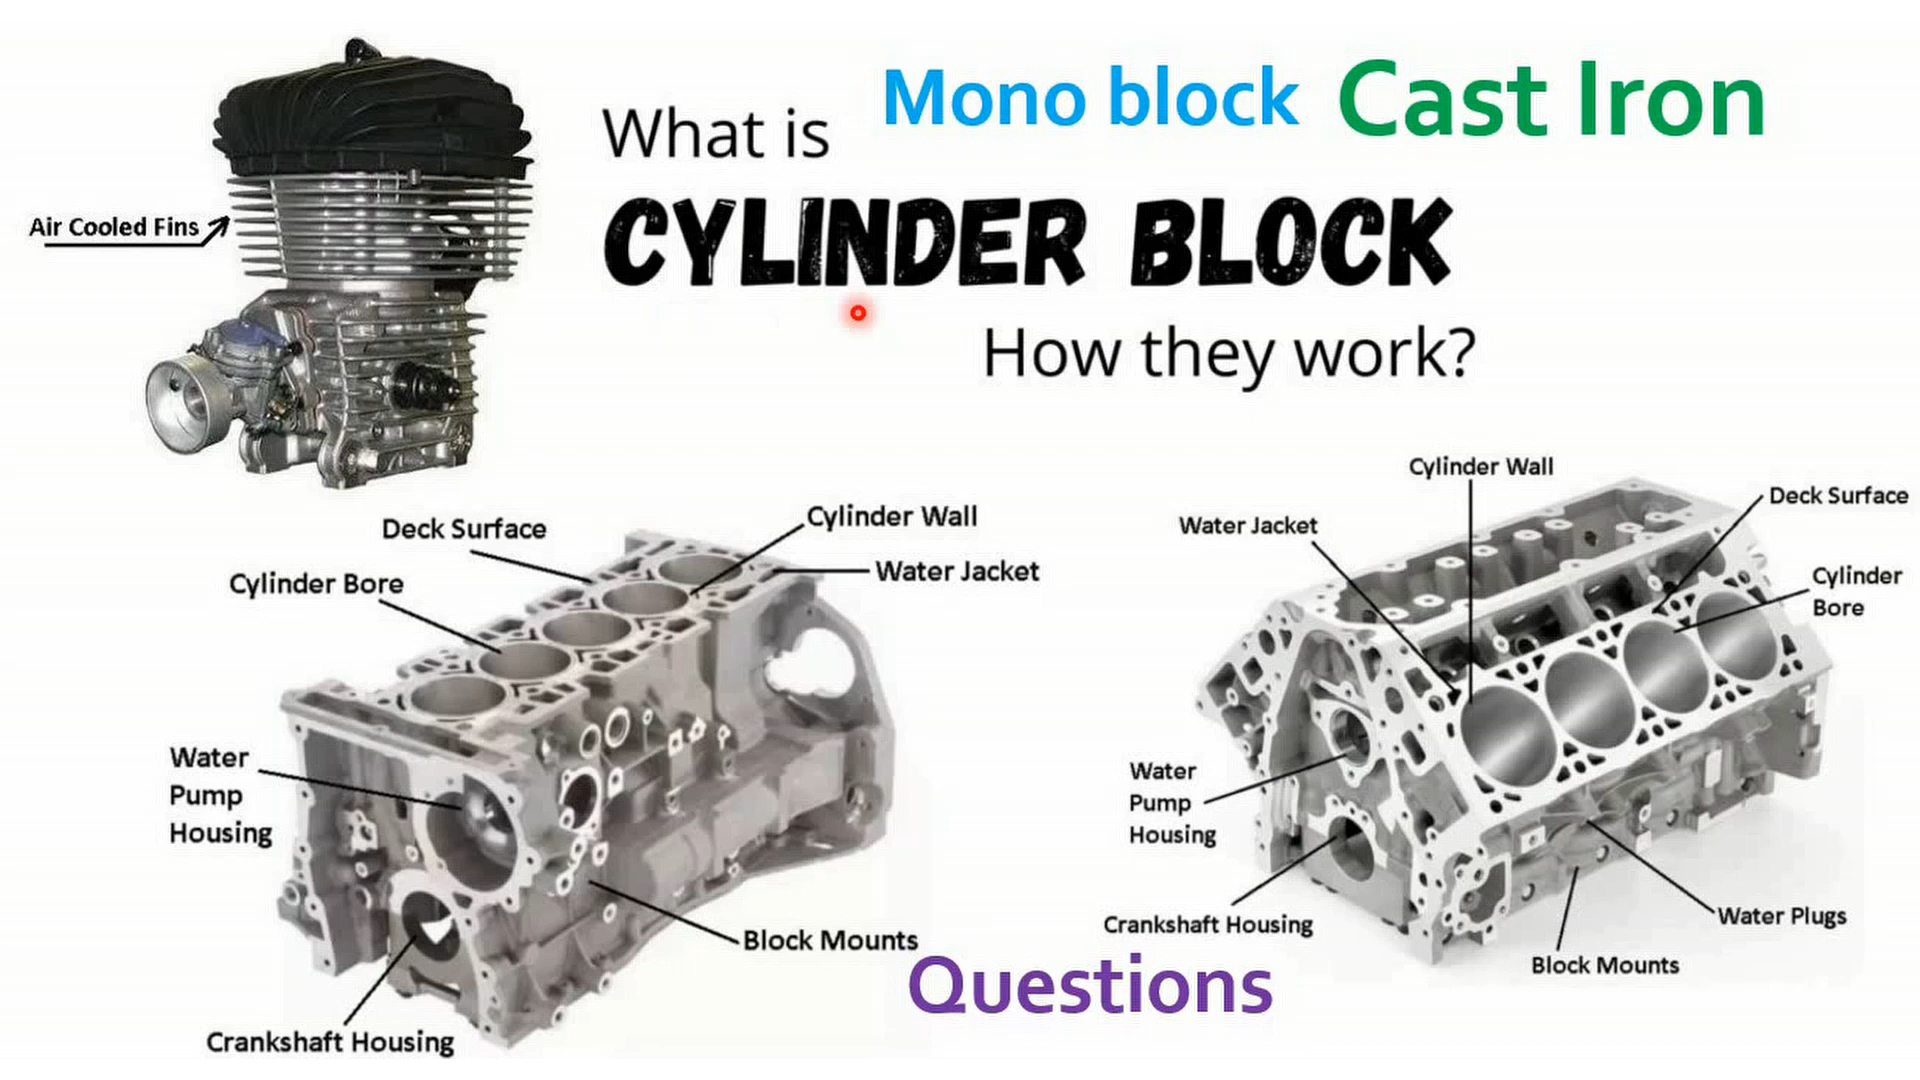 Mono block Cast Iron
What is
CYLINDER BLOCK
How they work?
Air Cooled Fins
Deck Surface
Cylinder Wall
Cylinder Bore
Water Jacket
Water
Pump
Housing
Block Mounts
Crankshaft Housing
Cylinder Wall
Deck Surface
Water Jacket
Cylinder
Bore
Water
Pump
Housing
Crankshaft Housing
Water Plugs
Block Mounts
Questions